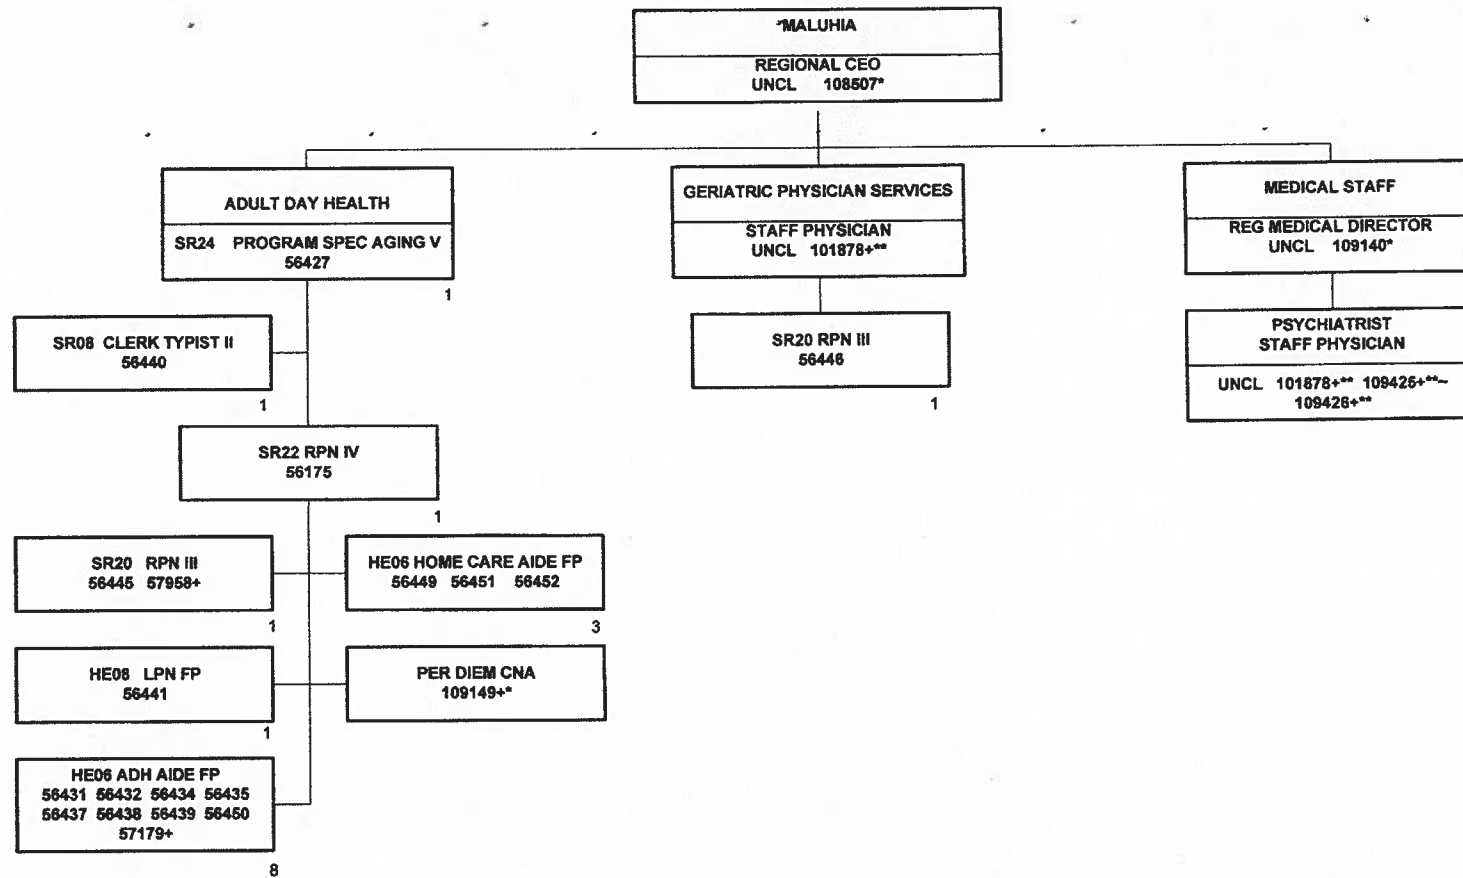 *MALUHIA
REGIONAL CEO
UNCL 108507*
ADULT DAY HEALTH
SR24 PROGRAM SPEC AGING V
56427
1
GERIATRIC PHYSICIAN SERVICES
STAFF PHYSICIAN
UNCL 101878+**
MEDICAL STAFF
REG MEDICAL DIRECTOR
UNCL 109140*
SR08 CLERK TYPIST II
56440
1
SR20 RPN III
56446
1
PSYCHIATRIST
STAFF PHYSICIAN
UNCL 101878+** 109425+**~
109426+**
SR22 RPN IV
56175
1
SR20 RPN III
56445 57958+
1
HE06 HOME CARE AIDE FP
56449 56451 56452
3
HE08 LPN FP
56441
1
PER DIEM CNA
109149+*
HE06 ADH AIDE FP
56431 56432 56434 56435
56437 56438 56439 56450
57179+
8